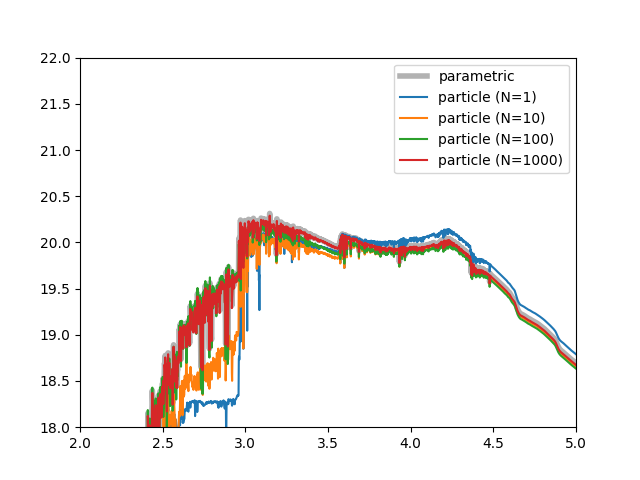 22.0
21.5
21.0
20.5
20.0
19.5
19.0
18.5
18.0
2.0 2.5 3.0 3.5 4.0 4.5 5.0
parametric
particle (N=1)
particle (N=10)
particle (N=100)
particle (N=1000)